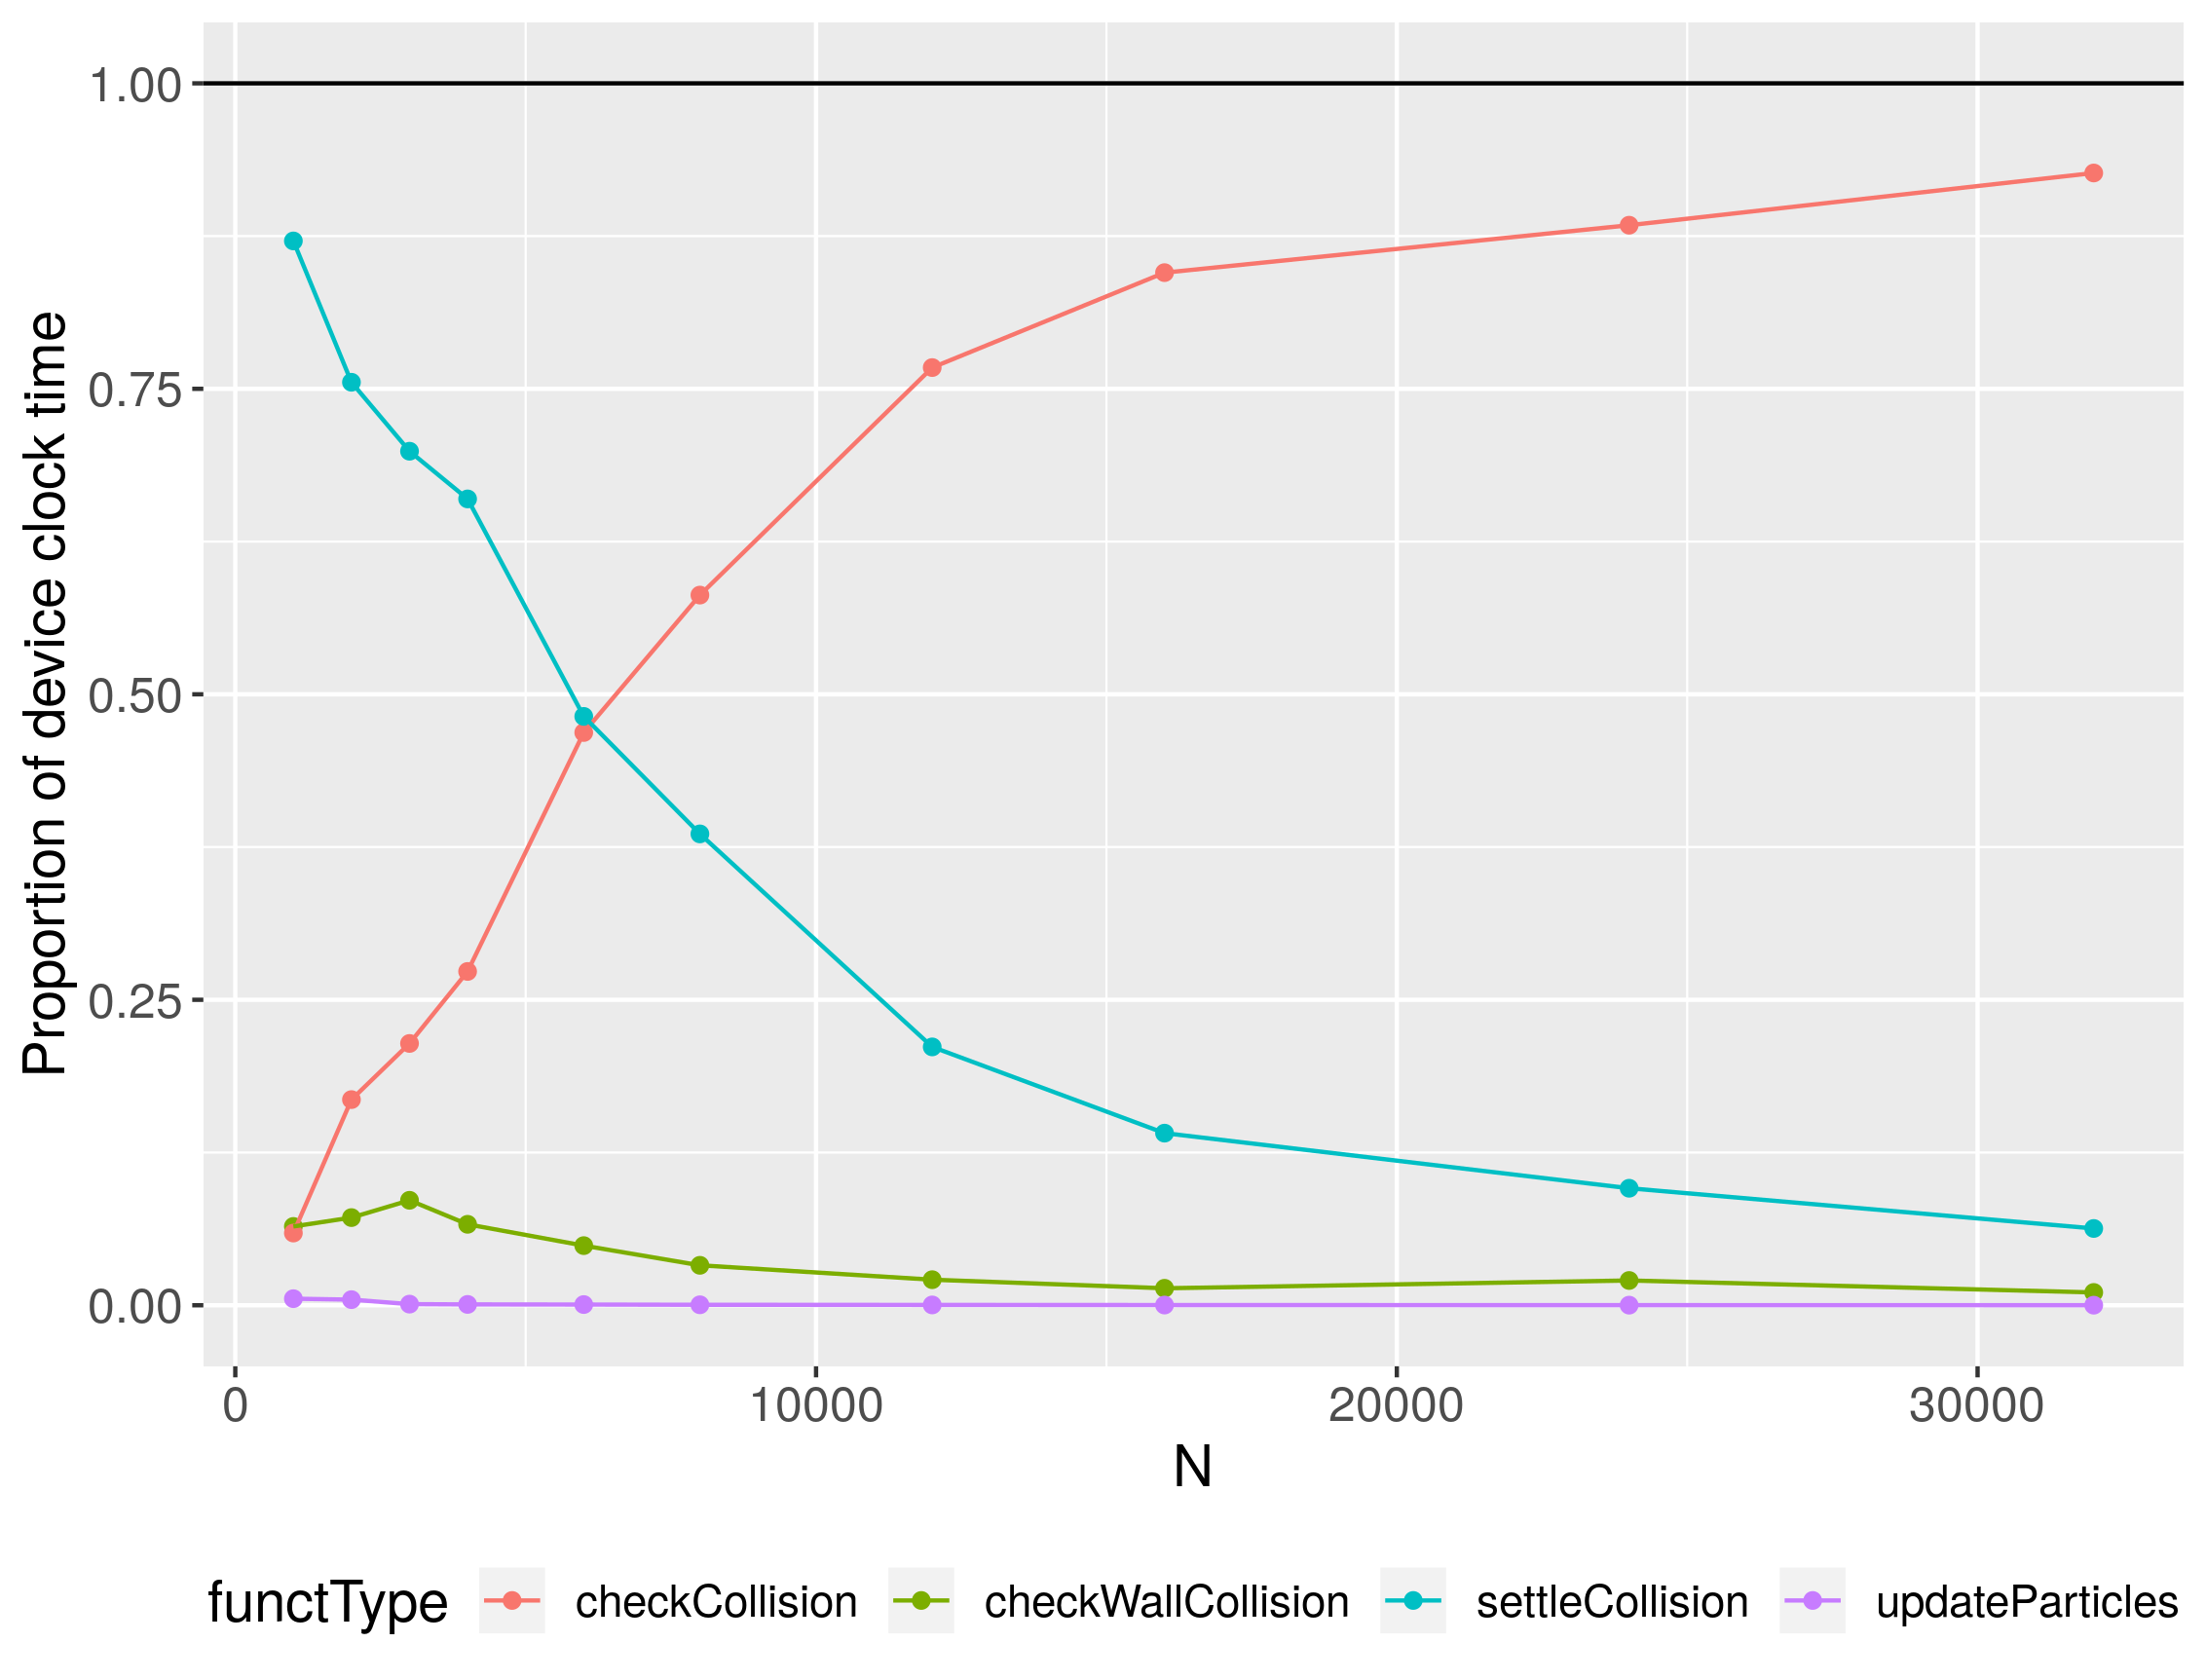 Proportion of device clock time
1.00
0.75
0.50
0.25
0.00
0 10000 20000 30000
N
functType checkCollision checkWallCollision settleCollision updateParticles